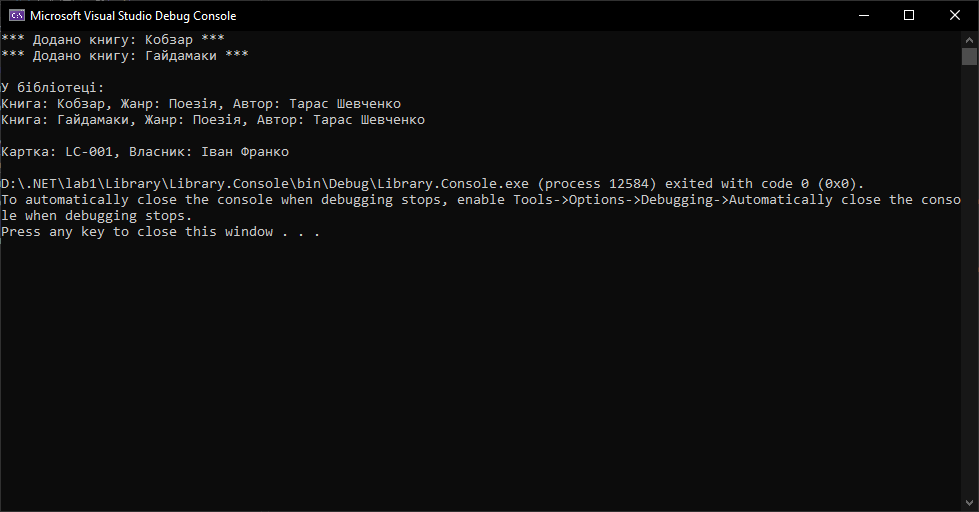 Microsoft Visual Studio Debug Console
*** Додано книгу: Кобзар ***
*** Додано книгу: Гайдамаки ***
У бібліотеці:
Книга: Кобзар, Жанр: Поезія, Автор: Тарас Шевченко
Книга: Гайдамаки, Жанр: Поезія, Автор: Тарас Шевченко
Картка: LC-001, Власник: Іван Франко
D:\.NET\lab1\Library\Library.Console\bin\Debug\Library.Console.exe (process 12584) exited with code 0 (0x0).
To automatically close the console when debugging stops, enable Tools->Options->Debugging->Automatically close the conso
le when debugging stops.
Press any key to close this window . . .